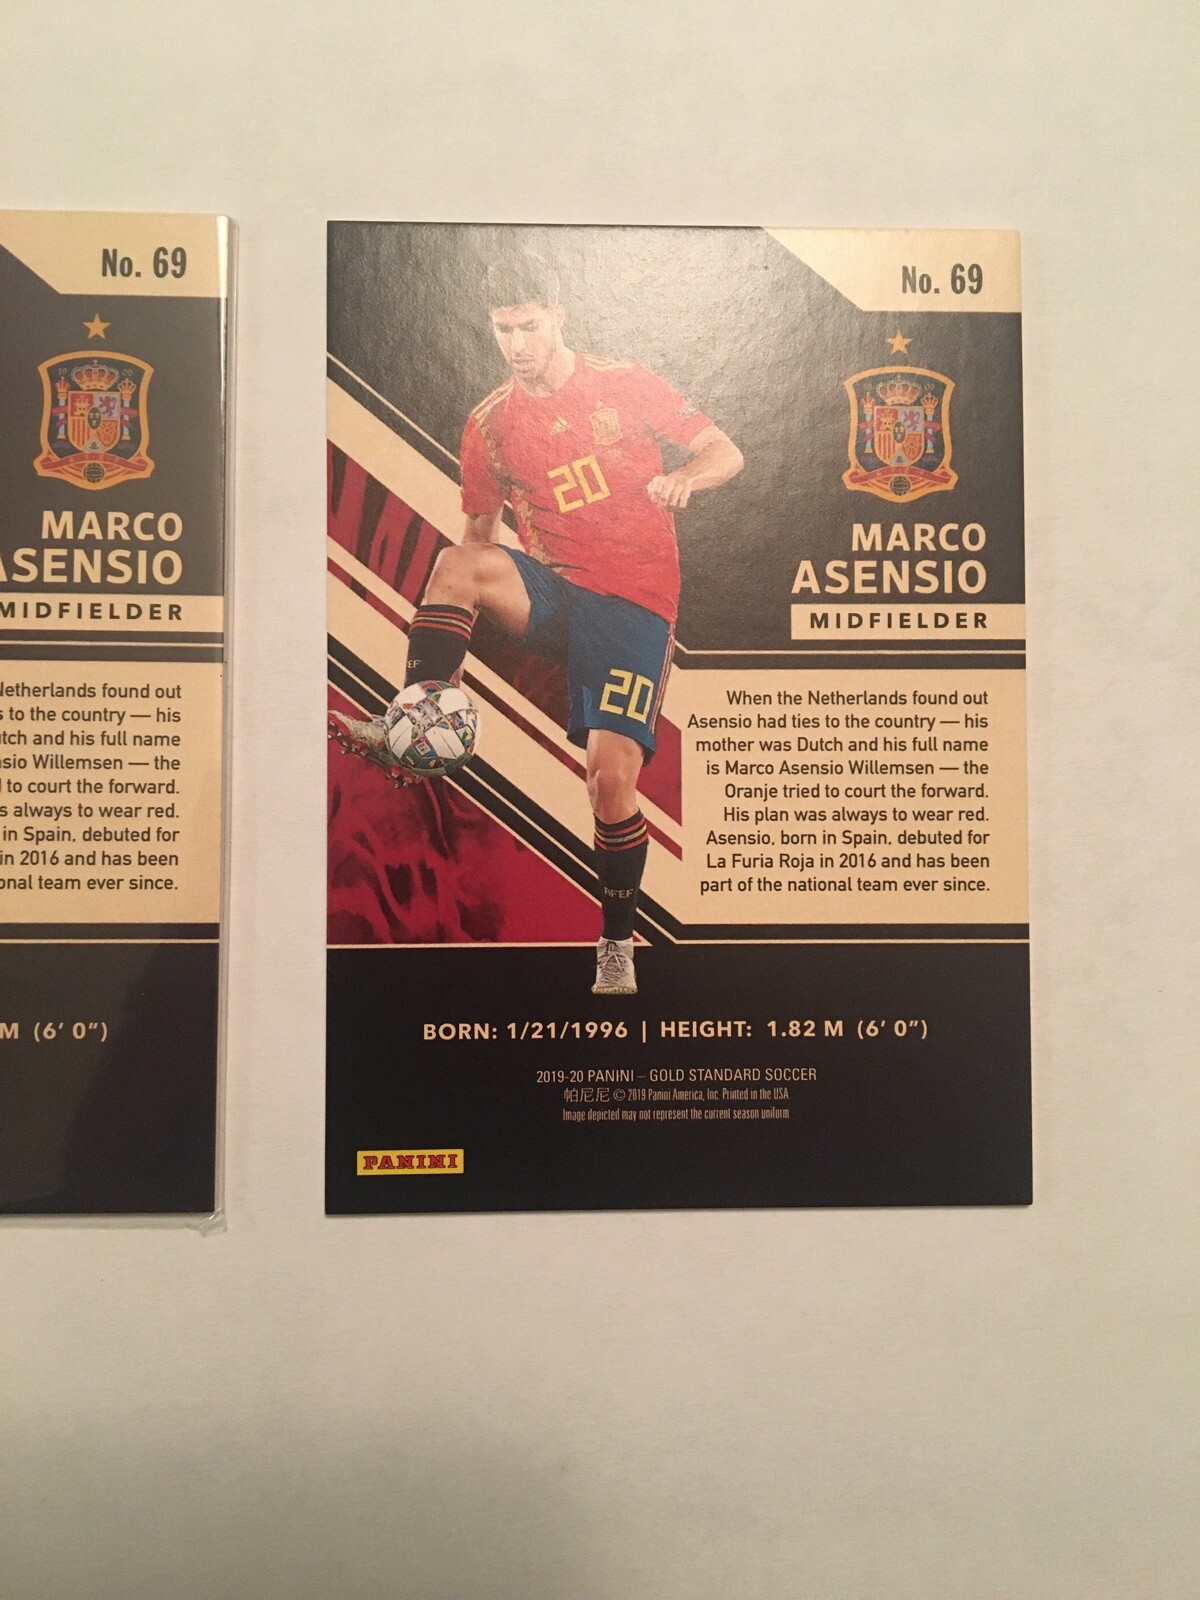 No. 69
MARCO
ASENSIO
MIDFIELDER
Netherlands found out
s to the country — his
utch and his full name
nsio Willemsen — the
d to court the forward.
s always to wear red.
in Spain, debuted for
in 2016 and has been
onal team ever since.
M (6' 0")
No. 69
20
20
MARCO
ASENSIO
MIDFIELDER
When the Netherlands found out
Asensio had ties to the country — his
mother was Dutch and his full name
is Marco Asensio Willemsen — the
Oranje tried to court the forward.
His plan was always to wear red.
Asensio, born in Spain, debuted for
La Furia Roja in 2016 and has been
part of the national team ever since.
RFEF
BORN: 1/21/1996 | HEIGHT: 1.82 M (6' 0")
2019-20 PANINI – GOLD STANDARD SOCCER
帕尼尼 © 2019 Panini America, Inc. Printed in the USA
Image depicted may not represent the current season uniform
PANINI